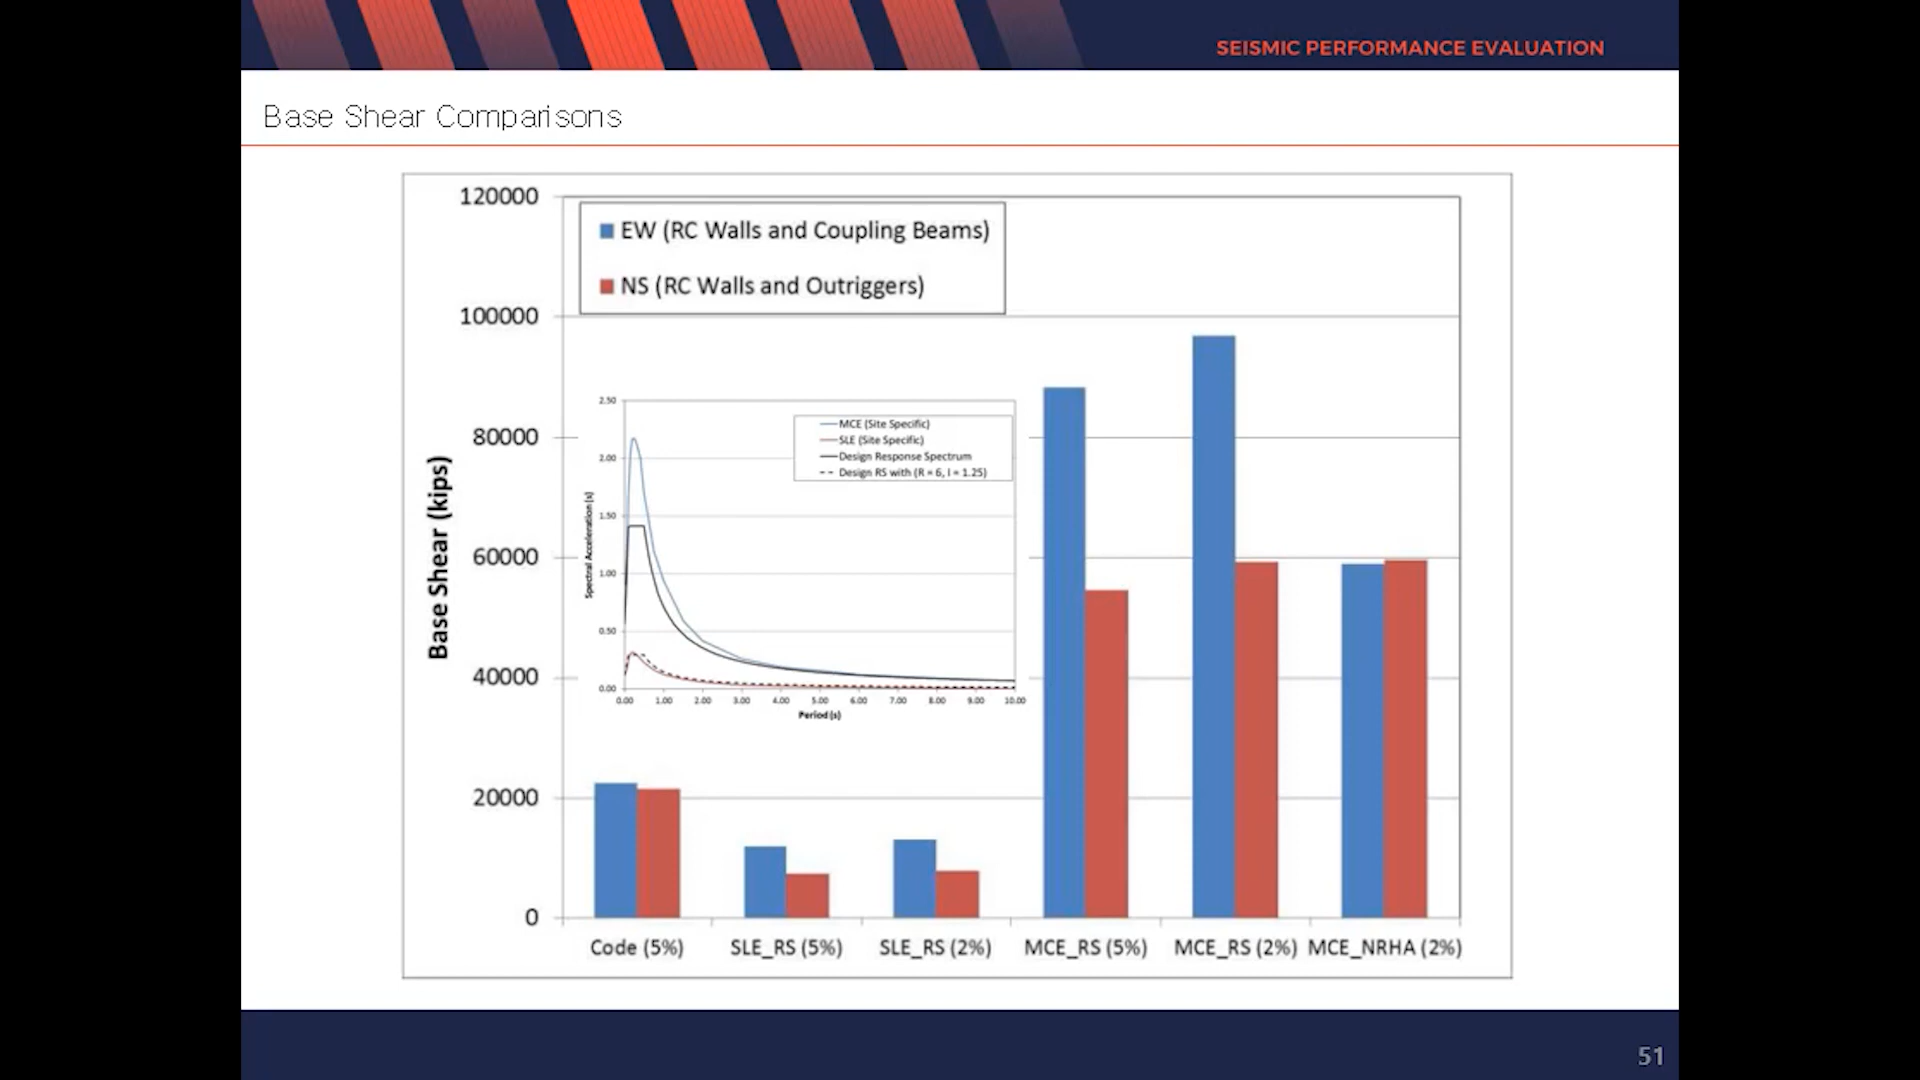 SEISMIC PERFORMANCE EVALUATION
Base Shear Comparisons
120000
100000
80000
60000
40000
20000
0
Base Shear (kips)
EW (RC Walls and Coupling Beams)
NS (RC Walls and Outriggers)
2.50
2.00
1.50
1.00
0.50
0.00
Spectral Acceleration (s)
MCE (Site Specific)
SLE (Site Specific)
Design Response Spectrum
Design RS with (R = 6, I = 1.25)
0.00 1.00 2.00 3.00 4.00 5.00 6.00 7.00 8.00 9.00 10.00
Period (s)
Code (5%) SLE_RS (5%) SLE_RS (2%) MCE_RS (5%) MCE_RS (2%) MCE_NRHA (2%)
51